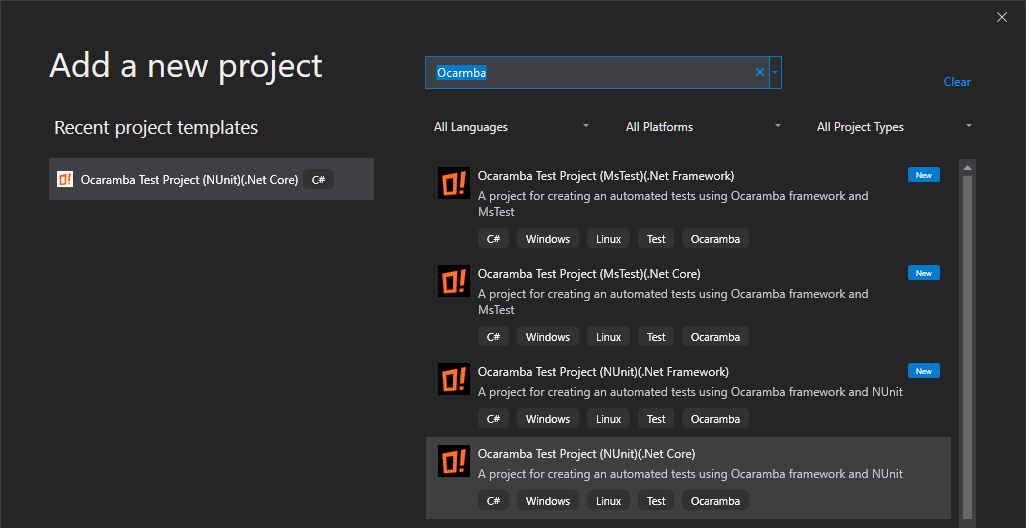 Add a new project
Ocarmba
Clear
Recent project templates
All Languages
All Platforms
All Project Types
Ocaramba Test Project (NUnit)(.Net Core) C#
Ocaramba Test Project (MsTest)(.Net Framework)
New
A project for creating an automated tests using Ocaramba framework and
MsTest
C# Windows Linux Test Ocaramba
Ocaramba Test Project (MsTest)(.Net Core)
New
A project for creating an automated tests using Ocaramba framework and
MsTest
C# Windows Linux Test Ocaramba
Ocaramba Test Project (NUnit)(.Net Framework)
New
A project for creating an automated tests using Ocaramba framework and NUnit
C# Windows Linux Test Ocaramba
Ocaramba Test Project (NUnit)(.Net Core)
A project for creating an automated tests using Ocaramba framework and NUnit
C# Windows Linux Test Ocaramba